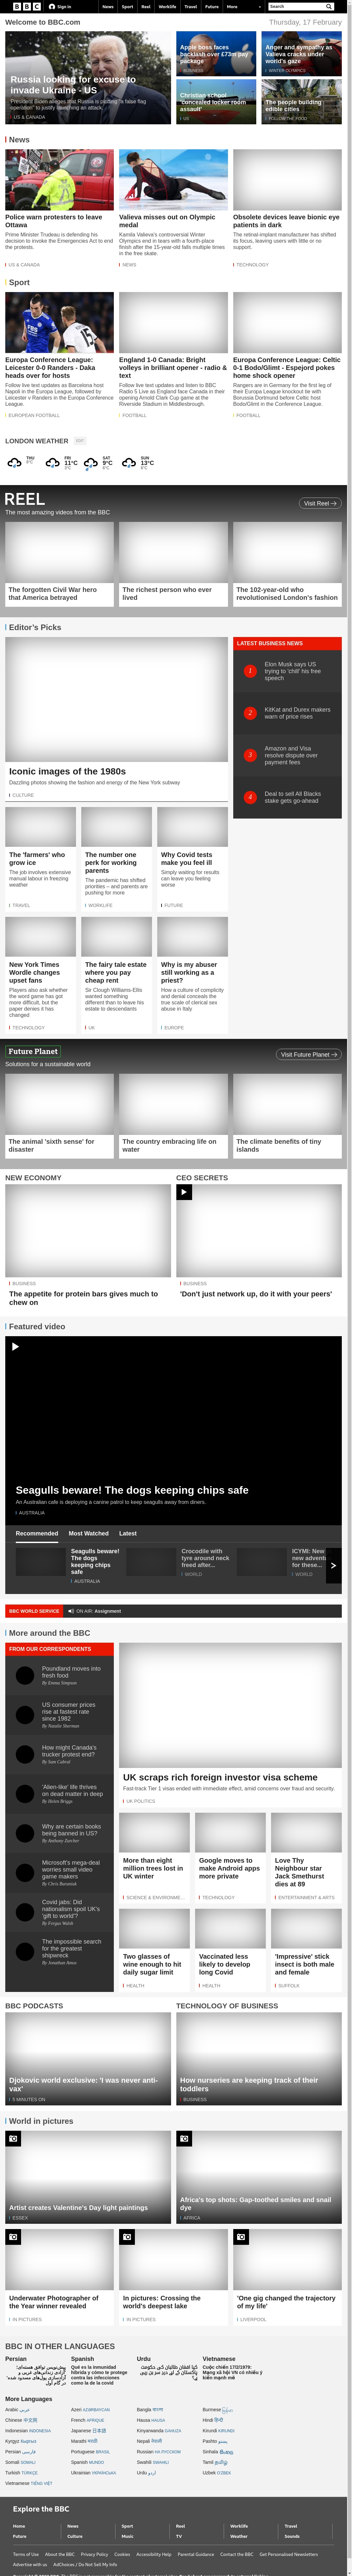 BBC Sign in News Sport Reel Worklife Travel Future More Search
Welcome to BBC.com
Thursday, 17 February
Russia looking for excuse to
invade Ukraine - US
President Biden alleges that Russia is plotting "a false flag
operation" to justify launching an attack.
US & CANADA
Apple boss faces
backlash over £73m pay
package
BUSINESS
Anger and sympathy as
Valieva cracks under
world's gaze
WINTER OLYMPICS
Christian school
'concealed locker room
assault'
US
The people building
edible cities
FOLLOW THE FOOD
News
Police warn protesters to leave
Ottawa
Prime Minister Trudeau is defending his
decision to invoke the Emergencies Act to end
the protests.
US & CANADA
Valieva misses out on Olympic
medal
Kamila Valieva's controversial Winter
Olympics end in tears with a fourth-place
finish after the 15-year-old falls multiple times
in the free skate.
NEWS
Obsolete devices leave bionic eye
patients in dark
The retinal-implant manufacturer has shifted
its focus, leaving users with little or no
support.
TECHNOLOGY
Sport
Europa Conference League:
Leicester 0-0 Randers - Daka
heads over for hosts
Follow live text updates as Barcelona host
Napoli in the Europa League, followed by
Leicester v Randers in the Europa Conference
League.
EUROPEAN FOOTBALL
England 1-0 Canada: Bright
volleys in brilliant opener - radio &
text
Follow live text updates and listen to BBC
Radio 5 Live as England face Canada in their
opening Arnold Clark Cup game at the
Riverside Stadium in Middlesbrough.
FOOTBALL
Europa Conference League: Celtic
0-1 Bodo/Glimt - Espejord pokes
home shock opener
Rangers are in Germany for the first leg of
their Europa League knockout tie with
Borussia Dortmund before Celtic host
Bodo/Glimt in the Conference League.
FOOTBALL
LONDON WEATHER EDIT
THU
6°C
FRI
11°C
3°C
SAT
9°C
6°C
SUN
13°C
6°C
REEL
The most amazing videos from the BBC
Visit Reel
The forgotten Civil War hero
that America betrayed
The richest person who ever
lived
The 102-year-old who
revolutionised London's fashion
Editor's Picks
Iconic images of the 1980s
Dazzling photos showing the fashion and energy of the New York subway
CULTURE
LATEST BUSINESS NEWS
1 Elon Musk says US
trying to 'chill' his free
speech
2 KitKat and Durex makers
warn of price rises
3 Amazon and Visa
resolve dispute over
payment fees
4 Deal to sell All Blacks
stake gets go-ahead
The 'farmers' who
grow ice
The job involves extensive
manual labour in freezing
weather
TRAVEL
The number one
perk for working
parents
The pandemic has shifted
priorities – and parents are
pushing for more
WORKLIFE
Why Covid tests
make you feel ill
Simply waiting for results
can leave you feeling
worse
FUTURE
New York Times
Wordle changes
upset fans
Players also ask whether
the word game has got
more difficult, but the
paper denies it has
changed
TECHNOLOGY
The fairy tale estate
where you pay
cheap rent
Sir Clough Williams-Ellis
wanted something
different than to leave his
estate to descendants
UK
Why is my abuser
still working as a
priest?
How a culture of complicity
and denial conceals the
true scale of clerical sex
abuse in Italy
EUROPE
Future Planet
Solutions for a sustainable world
Visit Future Planet
The animal 'sixth sense' for
disaster
The country embracing life on
water
The climate benefits of tiny
islands
NEW ECONOMY
BUSINESS
The appetite for protein bars gives much to
chew on
CEO SECRETS
BUSINESS
'Don't just network up, do it with your peers'
Featured video
Seagulls beware! The dogs keeping chips safe
An Australian cafe is deploying a canine patrol to keep seagulls away from diners.
AUSTRALIA
Recommended Most Watched Latest
Seagulls beware!
The dogs
keeping chips
safe
AUSTRALIA
Crocodile with
tyre around neck
freed after...
WORLD
ICYMI: New
new adventu
for these...
WORLD
BBC WORLD SERVICE ON AIR: Assignment
More around the BBC
FROM OUR CORRESPONDENTS
Poundland moves into
fresh food
By Emma Simpson
US consumer prices
rise at fastest rate
since 1982
By Natalie Sherman
How might Canada's
trucker protest end?
By Sam Cabral
'Alien-like' life thrives
on dead matter in deep
By Helen Briggs
Why are certain books
being banned in US?
By Anthony Zurcher
Microsoft's mega-deal
worries small video
game makers
By Chris Baraniuk
Covid jabs: Did
nationalism spoil UK's
'gift to world'?
By Fergus Walsh
The impossible search
for the greatest
shipwreck
By Jonathan Amos
UK scraps rich foreign investor visa scheme
Fast-track Tier 1 visas ended with immediate effect, amid concerns over fraud and security.
UK POLITICS
More than eight
million trees lost in
UK winter
SCIENCE & ENVIRONME...
Google moves to
make Android apps
more private
TECHNOLOGY
Love Thy
Neighbour star
Jack Smethurst
dies at 89
ENTERTAINMENT & ARTS
Two glasses of
wine enough to hit
daily sugar limit
HEALTH
Vaccinated less
likely to develop
long Covid
HEALTH
'Impressive' stick
insect is both male
and female
SUFFOLK
BBC PODCASTS
Djokovic world exclusive: 'I was never anti-
vax'
5 MINUTES ON
TECHNOLOGY OF BUSINESS
How nurseries are keeping track of their
toddlers
BUSINESS
World in pictures
Artist creates Valentine's Day light paintings
ESSEX
Africa's top shots: Gap-toothed smiles and snail
dye
AFRICA
Underwater Photographer of
the Year winner revealed
IN PICTURES
In pictures: Crossing the
world's deepest lake
IN PICTURES
'One gig changed the trajectory
of my life'
LIVERPOOL
BBC IN OTHER LANGUAGES
Persian
Spanish
Qué es la inmunidad
híbrida y cómo te protege
contra las infecciones
como la de la covid
Urdu
Vietnamese
Cuộc chiến 17/2/1979:
Mạng xã hội VN có nhiều ý
kiến mạnh mẽ
More Languages
Arabic عربي
Azeri AZƏRBAYCAN
Bangla বাংলা
Burmese
Chinese 中文网
French AFRIQUE
Hausa HAUSA
Hindi हिन्दी
Indonesian INDONESIA
Japanese 日本語
Kinyarwanda GAHUZA
Kirundi KIRUNDI
Kyrgyz Кыргыз
Marathi मराठी
Nepali नेपाली
Pashto پښتو
Persian فارسی
Portuguese BRASIL
Russian НА РУССКОМ
Sinhala සිංහල
Somali SOMALI
Spanish MUNDO
Swahili SWAHILI
Tamil தமிழ்
Turkish TÜRKÇE
Ukrainian УКРАЇНСЬКA
Urdu اردو
Uzbek O'ZBEK
Vietnamese TIẾNG VIỆT
Explore the BBC
Home News Sport Reel Worklife Travel
Future Culture Music TV Weather Sounds
Terms of Use About the BBC Privacy Policy Cookies Accessibility Help Parental Guidance Contact the BBC Get Personalised Newsletters
Advertise with us AdChoices / Do Not Sell My Info